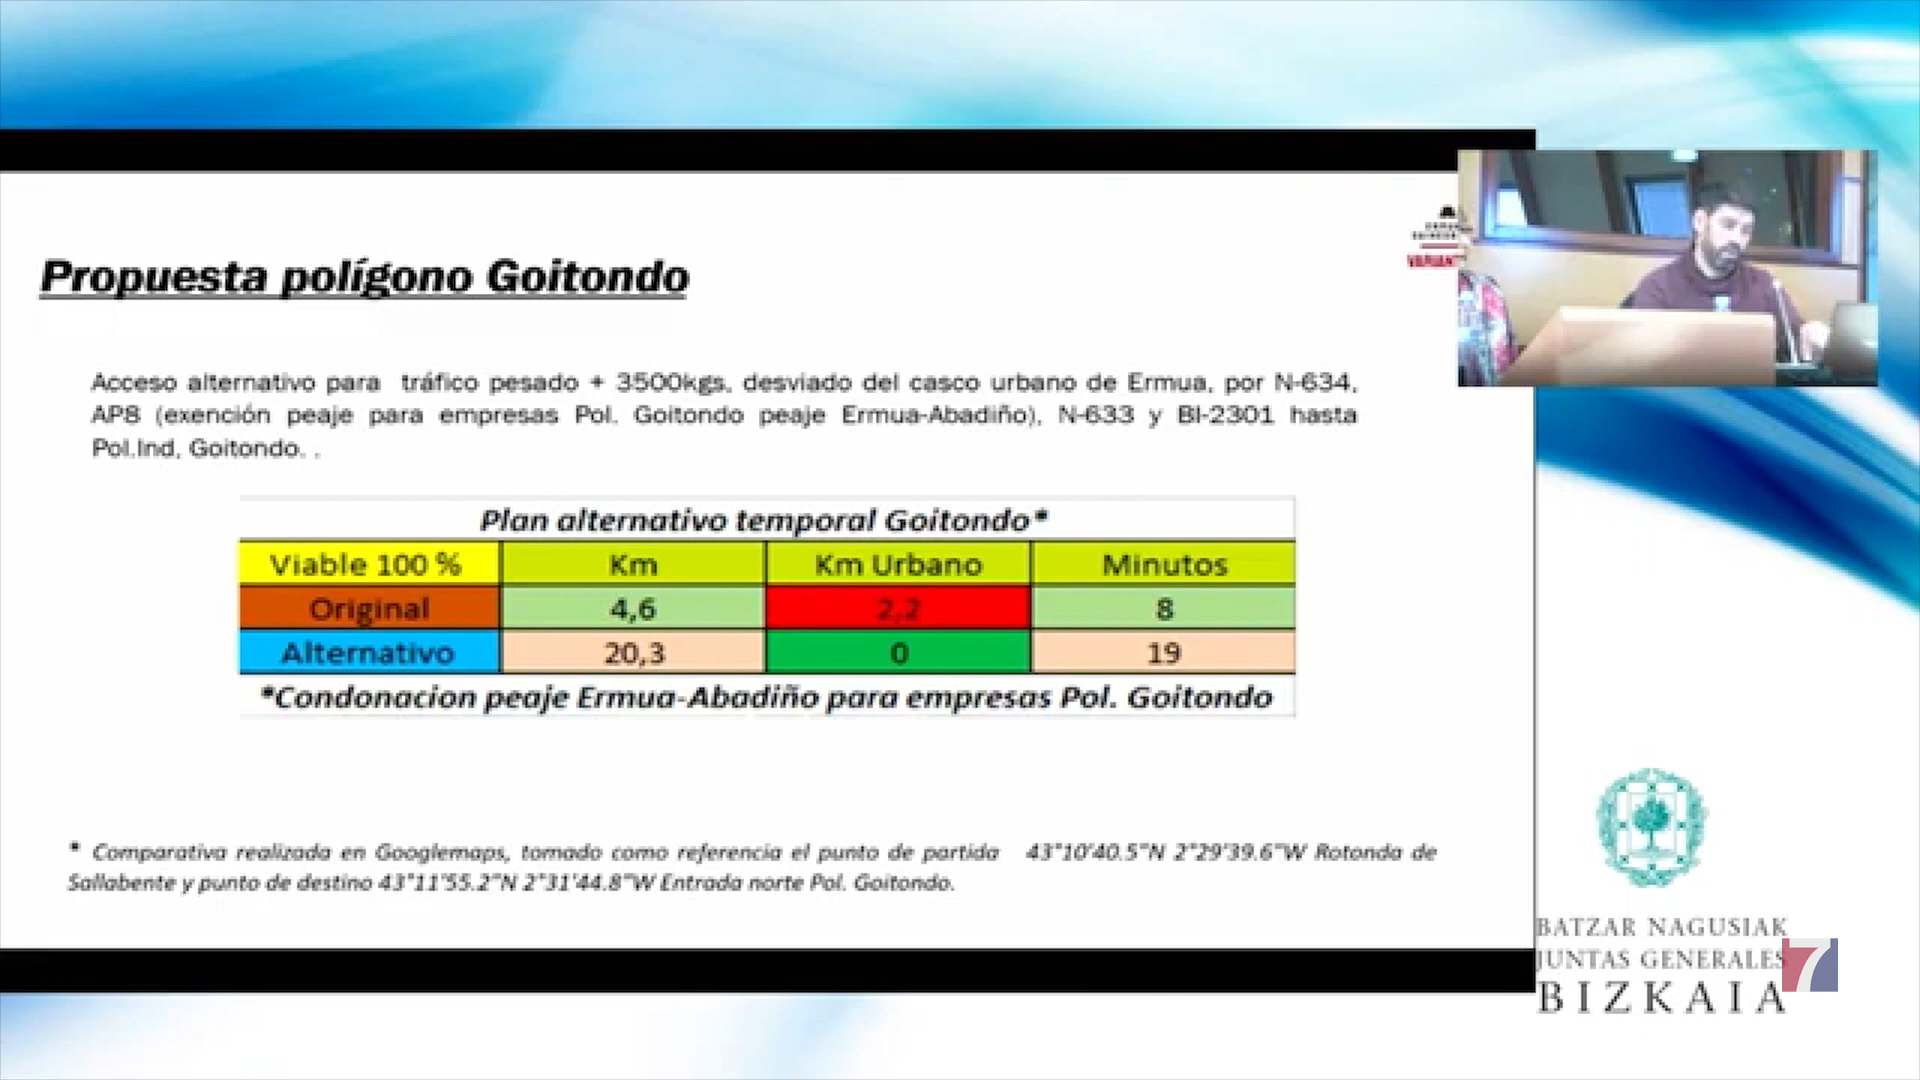 Propuesta polígono Goitondo
Acceso alternativo para tráfico pesado + 3500kgs, desviado del casco urbano de Ermua, por N-634,
AP8 (exención peaje para empresas Pol. Goitondo peaje Ermua-Abadiño), N-633 y BI-2301 hasta
Pol.Ind. Goitondo. .
Plan alternativo temporal Goitondo*
Viable 100 % Km Km Urbano Minutos
Original 4,6 2,2 8
Alternativo 20,3 0 19
*Condonacion peaje Ermua-Abadiño para empresas Pol. Goitondo
* Comparativa realizada en Googlemaps, tomado como referencia el punto de partida 43°10'40.5"N 2°29'39.6"W Rotonda de
Sallabente y punto de destino 43°11'55.2"N 2°31'44.8"W Entrada norte Pol. Goitondo.
BATZAR NAGUSIAK
JUNTAS GENERALES
BIZKAIA
7